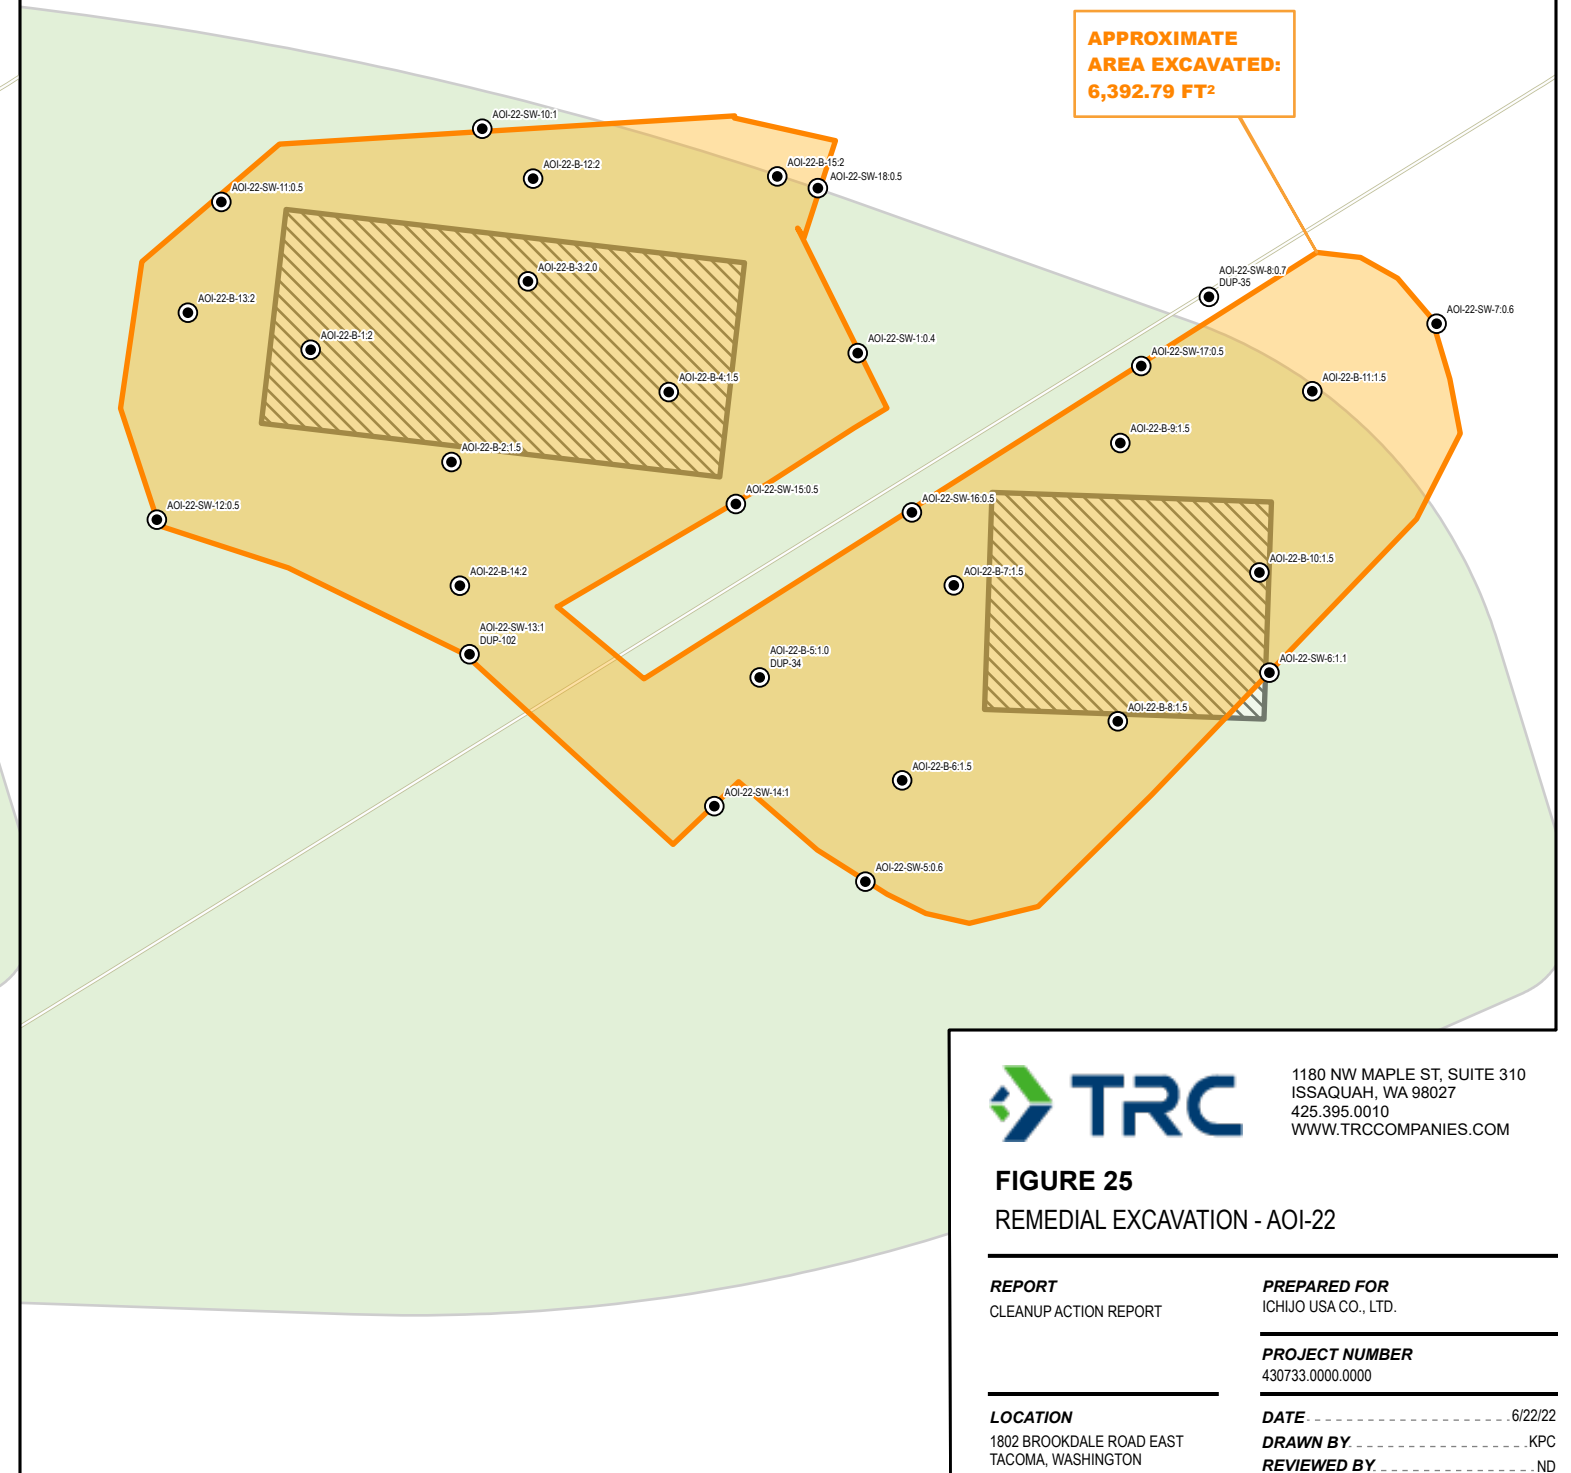 APPROXIMATE
AREA EXCAVATED:
6,392.79 FT²
AOI-22-SW-10:1
AOI-22-B-12:2
AOI-22-B-15:2
AOI-22-SW-18:0.5
AOI-22-SW-11:0.5
AOI-22-B-3:2.0
AOI-22-SW-8:0.7
DUP-35
AOI-22-B-13:2
AOI-22-SW-7:0.6
AOI-22-B-1:2
AOI-22-SW-1:0.4
AOI-22-SW-17:0.5
AOI-22-B-4:1.5
AOI-22-B-11:1.5
AOI-22-B-9:1.5
AOI-22-B-2:1.5
AOI-22-SW-15:0.5
AOI-22-SW-16:0.5
AOI-22-SW-12:0.5
AOI-22-B-10:1.5
AOI-22-B-14:2
AOI-22-B-7:1.5
AOI-22-SW-13:1
DUP-102
AOI-22-B-5:1.0
DUP-34
AOI-22-SW-6:1.1
AOI-22-B-8:1.5
AOI-22-B-6:1.5
AOI-22-SW-14:1
AOI-22-SW-5:0.6
TRC
1180 NW MAPLE ST, SUITE 310
ISSAQUAH, WA 98027
425.395.0010
WWW.TRCCOMPANIES.COM
FIGURE 25
REMEDIAL EXCAVATION - AOI-22
REPORT
CLEANUP ACTION REPORT
PREPARED FOR
ICHIJO USA CO., LTD.
PROJECT NUMBER
430733.0000.0000
LOCATION
1802 BROOKDALE ROAD EAST
TACOMA, WASHINGTON
DATE 6/22/22
DRAWN BY KPC
REVIEWED BY ND